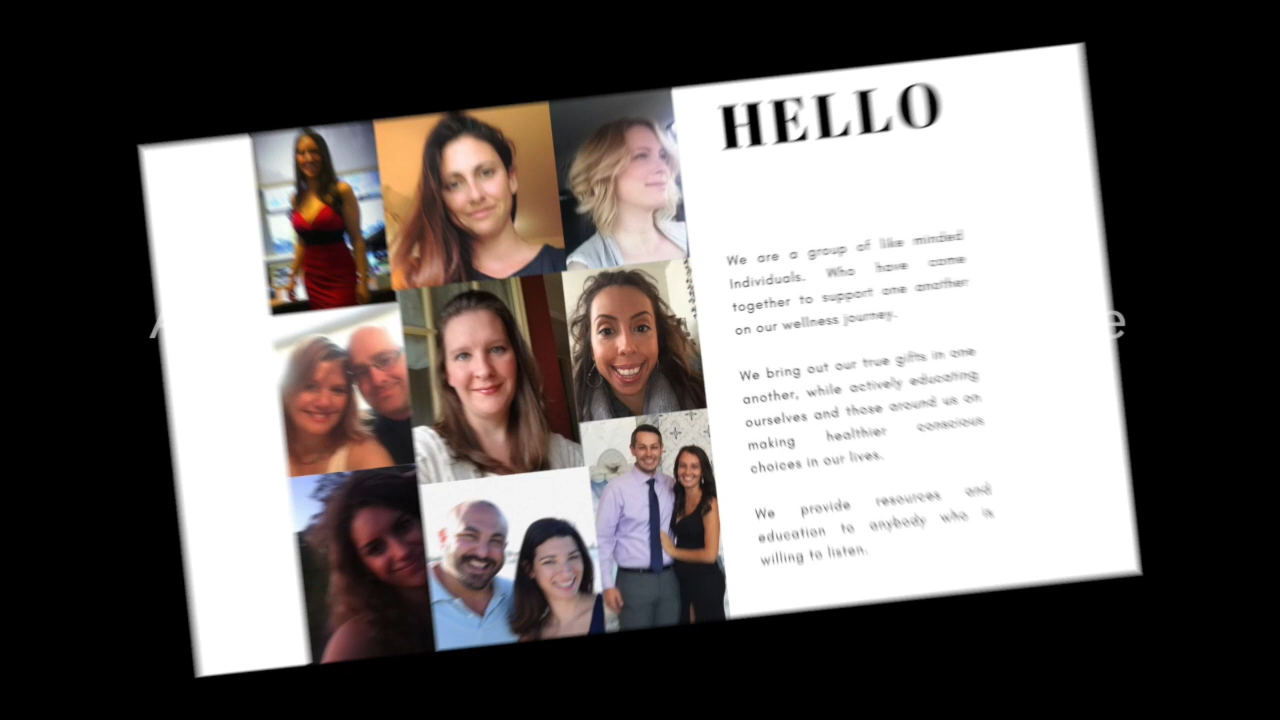 HELLO
We are a group of like minded
Individuals. Who have come
together to support one another
on our wellness journey.
We bring out our true gifts in one
another, while actively educating
ourselves and those around us on
making healthier conscious
choices in our lives.
We provide resources and
education to anybody who is
willing to listen.